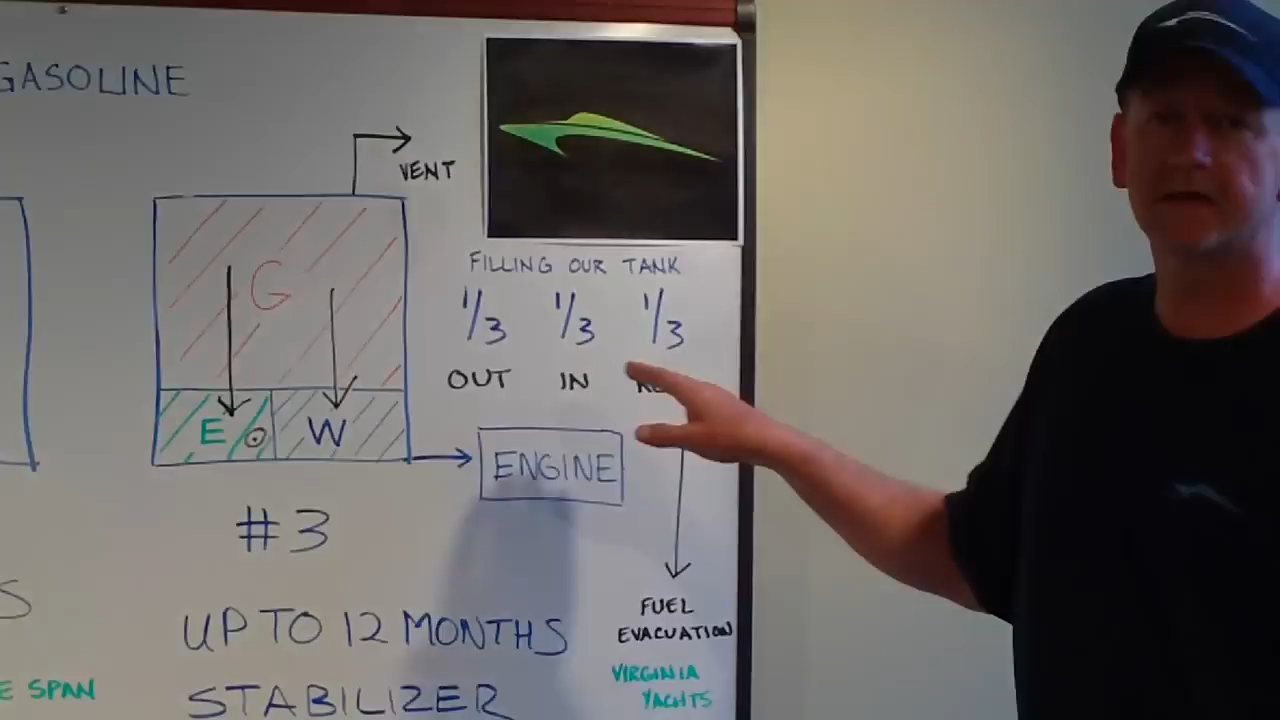 GASOLINE
VENT
G
E
W
#3
UP TO 12 MONTHS
STABILIZER
FILLING OUR TANK
1/3 1/3 1/3
OUT IN
ENGINE
FUEL
EVACUATION
VIRGINIA
YACHTS
S
E SPAN